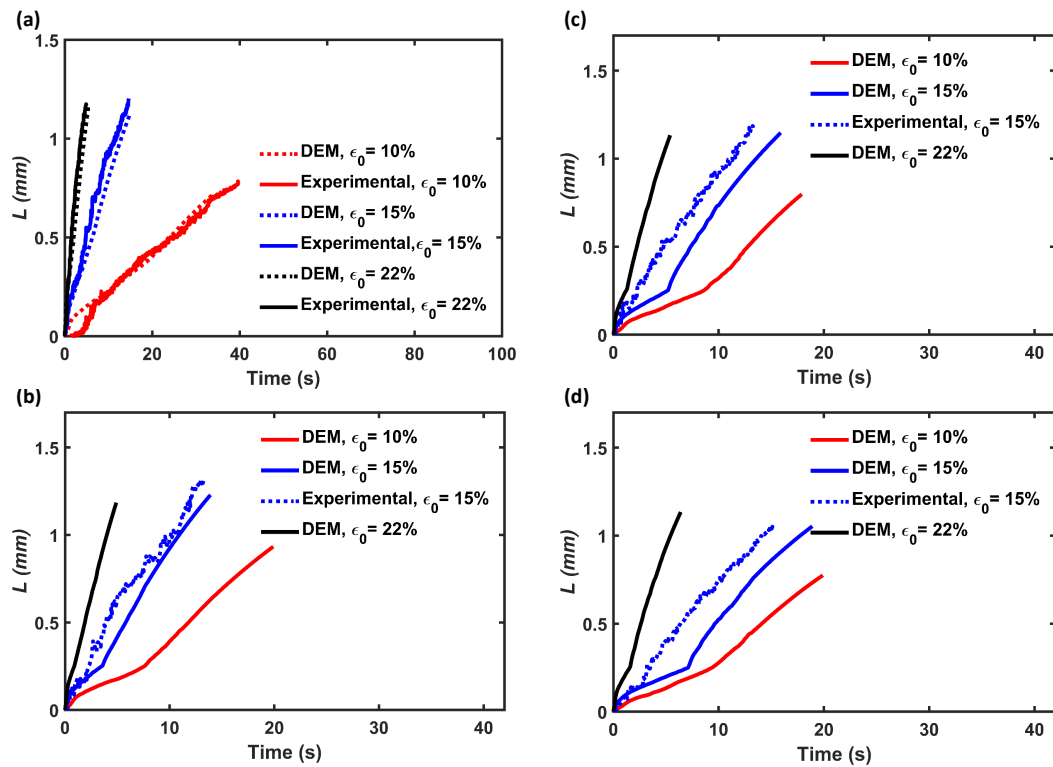 (a)
1.5
1
0.5
0
L (mm)
0 20 40 60 80 100
Time (s)
DEM, ϵ0= 10%
Experimental, ϵ0= 10%
DEM, ϵ0= 15%
Experimental,ϵ0= 15%
DEM, ϵ0= 22%
Experimental, ϵ0= 22%
(c)
1.5
1
0.5
0
L (mm)
0 10 20 30 40
Time (s)
DEM, ϵ0= 10%
DEM, ϵ0= 15%
Experimental, ϵ0= 15%
DEM, ϵ0= 22%
(b)
1.5
1
0.5
0
L (mm)
0 10 20 30 40
Time (s)
DEM, ϵ0= 10%
DEM, ϵ0= 15%
Experimental, ϵ0= 15%
DEM, ϵ0= 22%
(d)
1.5
1
0.5
0
L (mm)
0 10 20 30 40
Time (s)
DEM, ϵ0= 10%
DEM, ϵ0= 15%
Experimental, ϵ0= 15%
DEM, ϵ0= 22%